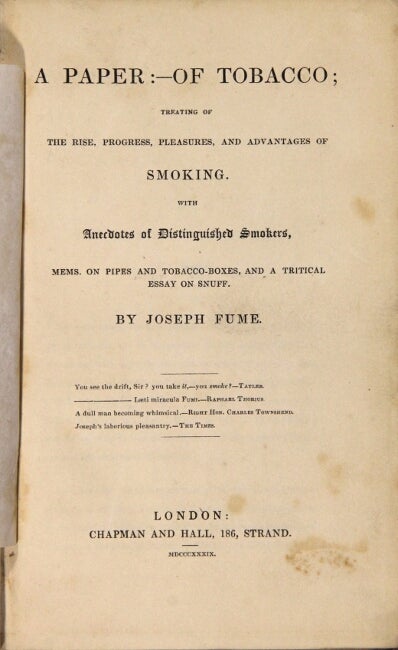 A PAPER:—OF TOBACCO;
TREATING OF
THE RISE, PROGRESS, PLEASURES, AND ADVANTAGES OF
SMOKING.
WITH
Anecdotes of Distinguished Smokers,
MEMS. ON PIPES AND TOBACCO-BOXES, AND A TRITICAL
ESSAY ON SNUFF.
BY JOSEPH FUME.
You see the drift, Sir? you take it,—you smoke?—TATLER.
——— Læti miracula FUMI.—RAPHAEL THORIUS.
A dull man becoming whimsical.—RIGHT HON. CHARLES TOWNSHEND.
Joseph's laborious pleasantry.—THE TIMES.
LONDON:
CHAPMAN AND HALL, 186, STRAND.
MDCCCXXXIX.